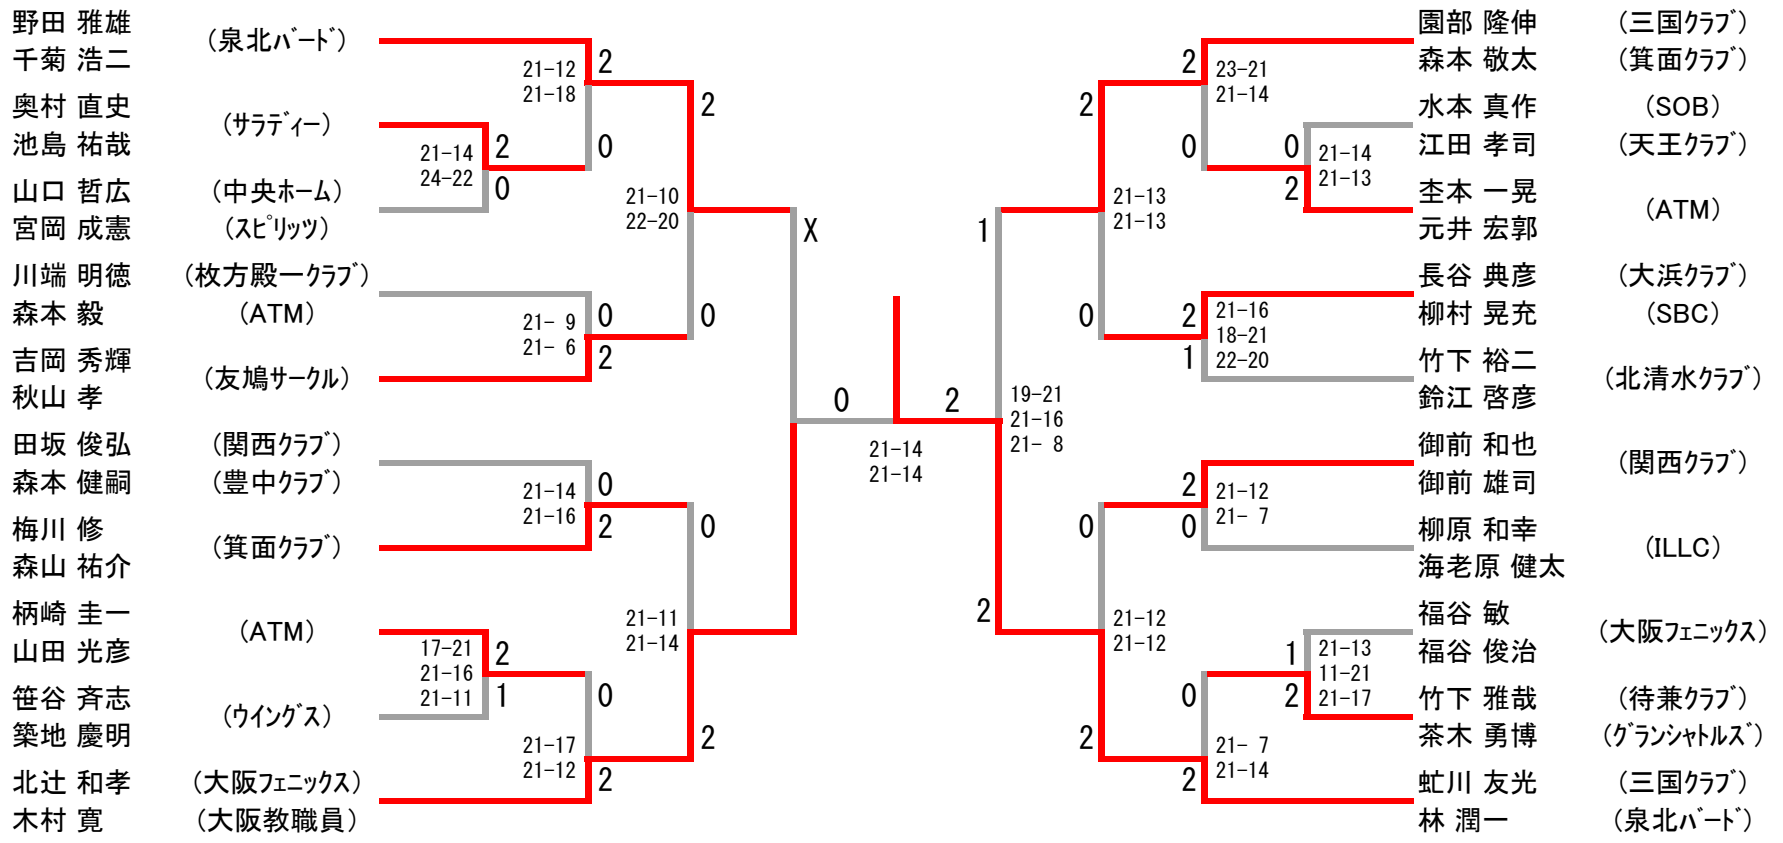 野田 雅雄
千菊 浩二
(泉北ﾊﾞｰﾄﾞ)
奥村 直史
池島 祐哉
(ｻﾗﾃﾞｨｰ)
山口 哲広
(中央ﾎｰﾑ)
宮岡 成憲
(ｽﾋﾟﾘｯﾂ)
川端 明徳
(枚方殿一ｸﾗﾌﾞ)
森本 毅
(ATM)
吉岡 秀輝
秋山 孝
(友鳩ｻｰｸﾙ)
田坂 俊弘
(関西ｸﾗﾌﾞ)
森本 健嗣
(豊中ｸﾗﾌﾞ)
梅川 修
森山 祐介
(箕面ｸﾗﾌﾞ)
柄崎 圭一
山田 光彦
(ATM)
笹谷 斉志
築地 慶明
(ｳｲﾝｸﾞｽ)
北辻 和孝
(大阪ﾌｪﾆｯｸｽ)
木村 寛
(大阪教職員)
21-12
21-18
2
0
21-14
24-22
2
0
21-10
22-20
2
0
21- 9
21- 6
0
2
X
21-14
21-16
0
2
21-11
21-14
0
2
17-21
21-16
21-11
2
1
21-17
21-12
0
2
0
2
21-14
21-14
19-21
21-16
21- 8
1
2
21-13
21-13
2
0
23-21
21-14
2
0
21-14
21-13
0
2
21-16
18-21
22-20
2
1
21-12
21-12
0
2
21-12
21- 7
2
0
21-13
11-21
21-17
1
2
21- 7
21-14
0
2
園部 隆伸
(三国ｸﾗﾌﾞ)
森本 敬太
(箕面ｸﾗﾌﾞ)
水本 真作
(SOB)
江田 孝司
(天王ｸﾗﾌﾞ)
杢本 一晃
元井 宏郭
(ATM)
長谷 典彦
(大浜ｸﾗﾌﾞ)
柳村 晃充
(SBC)
竹下 裕二
鈴江 啓彦
(北清水ｸﾗﾌﾞ)
御前 和也
御前 雄司
(関西ｸﾗﾌﾞ)
柳原 和幸
海老原 健太
(ILLC)
福谷 敏
福谷 俊治
(大阪ﾌｪﾆｯｸｽ)
竹下 雅哉
(待兼ｸﾗﾌﾞ)
茶木 勇博
(ｸﾞﾗﾝｼｬﾄﾙｽﾞ)
虻川 友光
(三国ｸﾗﾌﾞ)
林 潤一
(泉北ﾊﾞｰﾄﾞ)